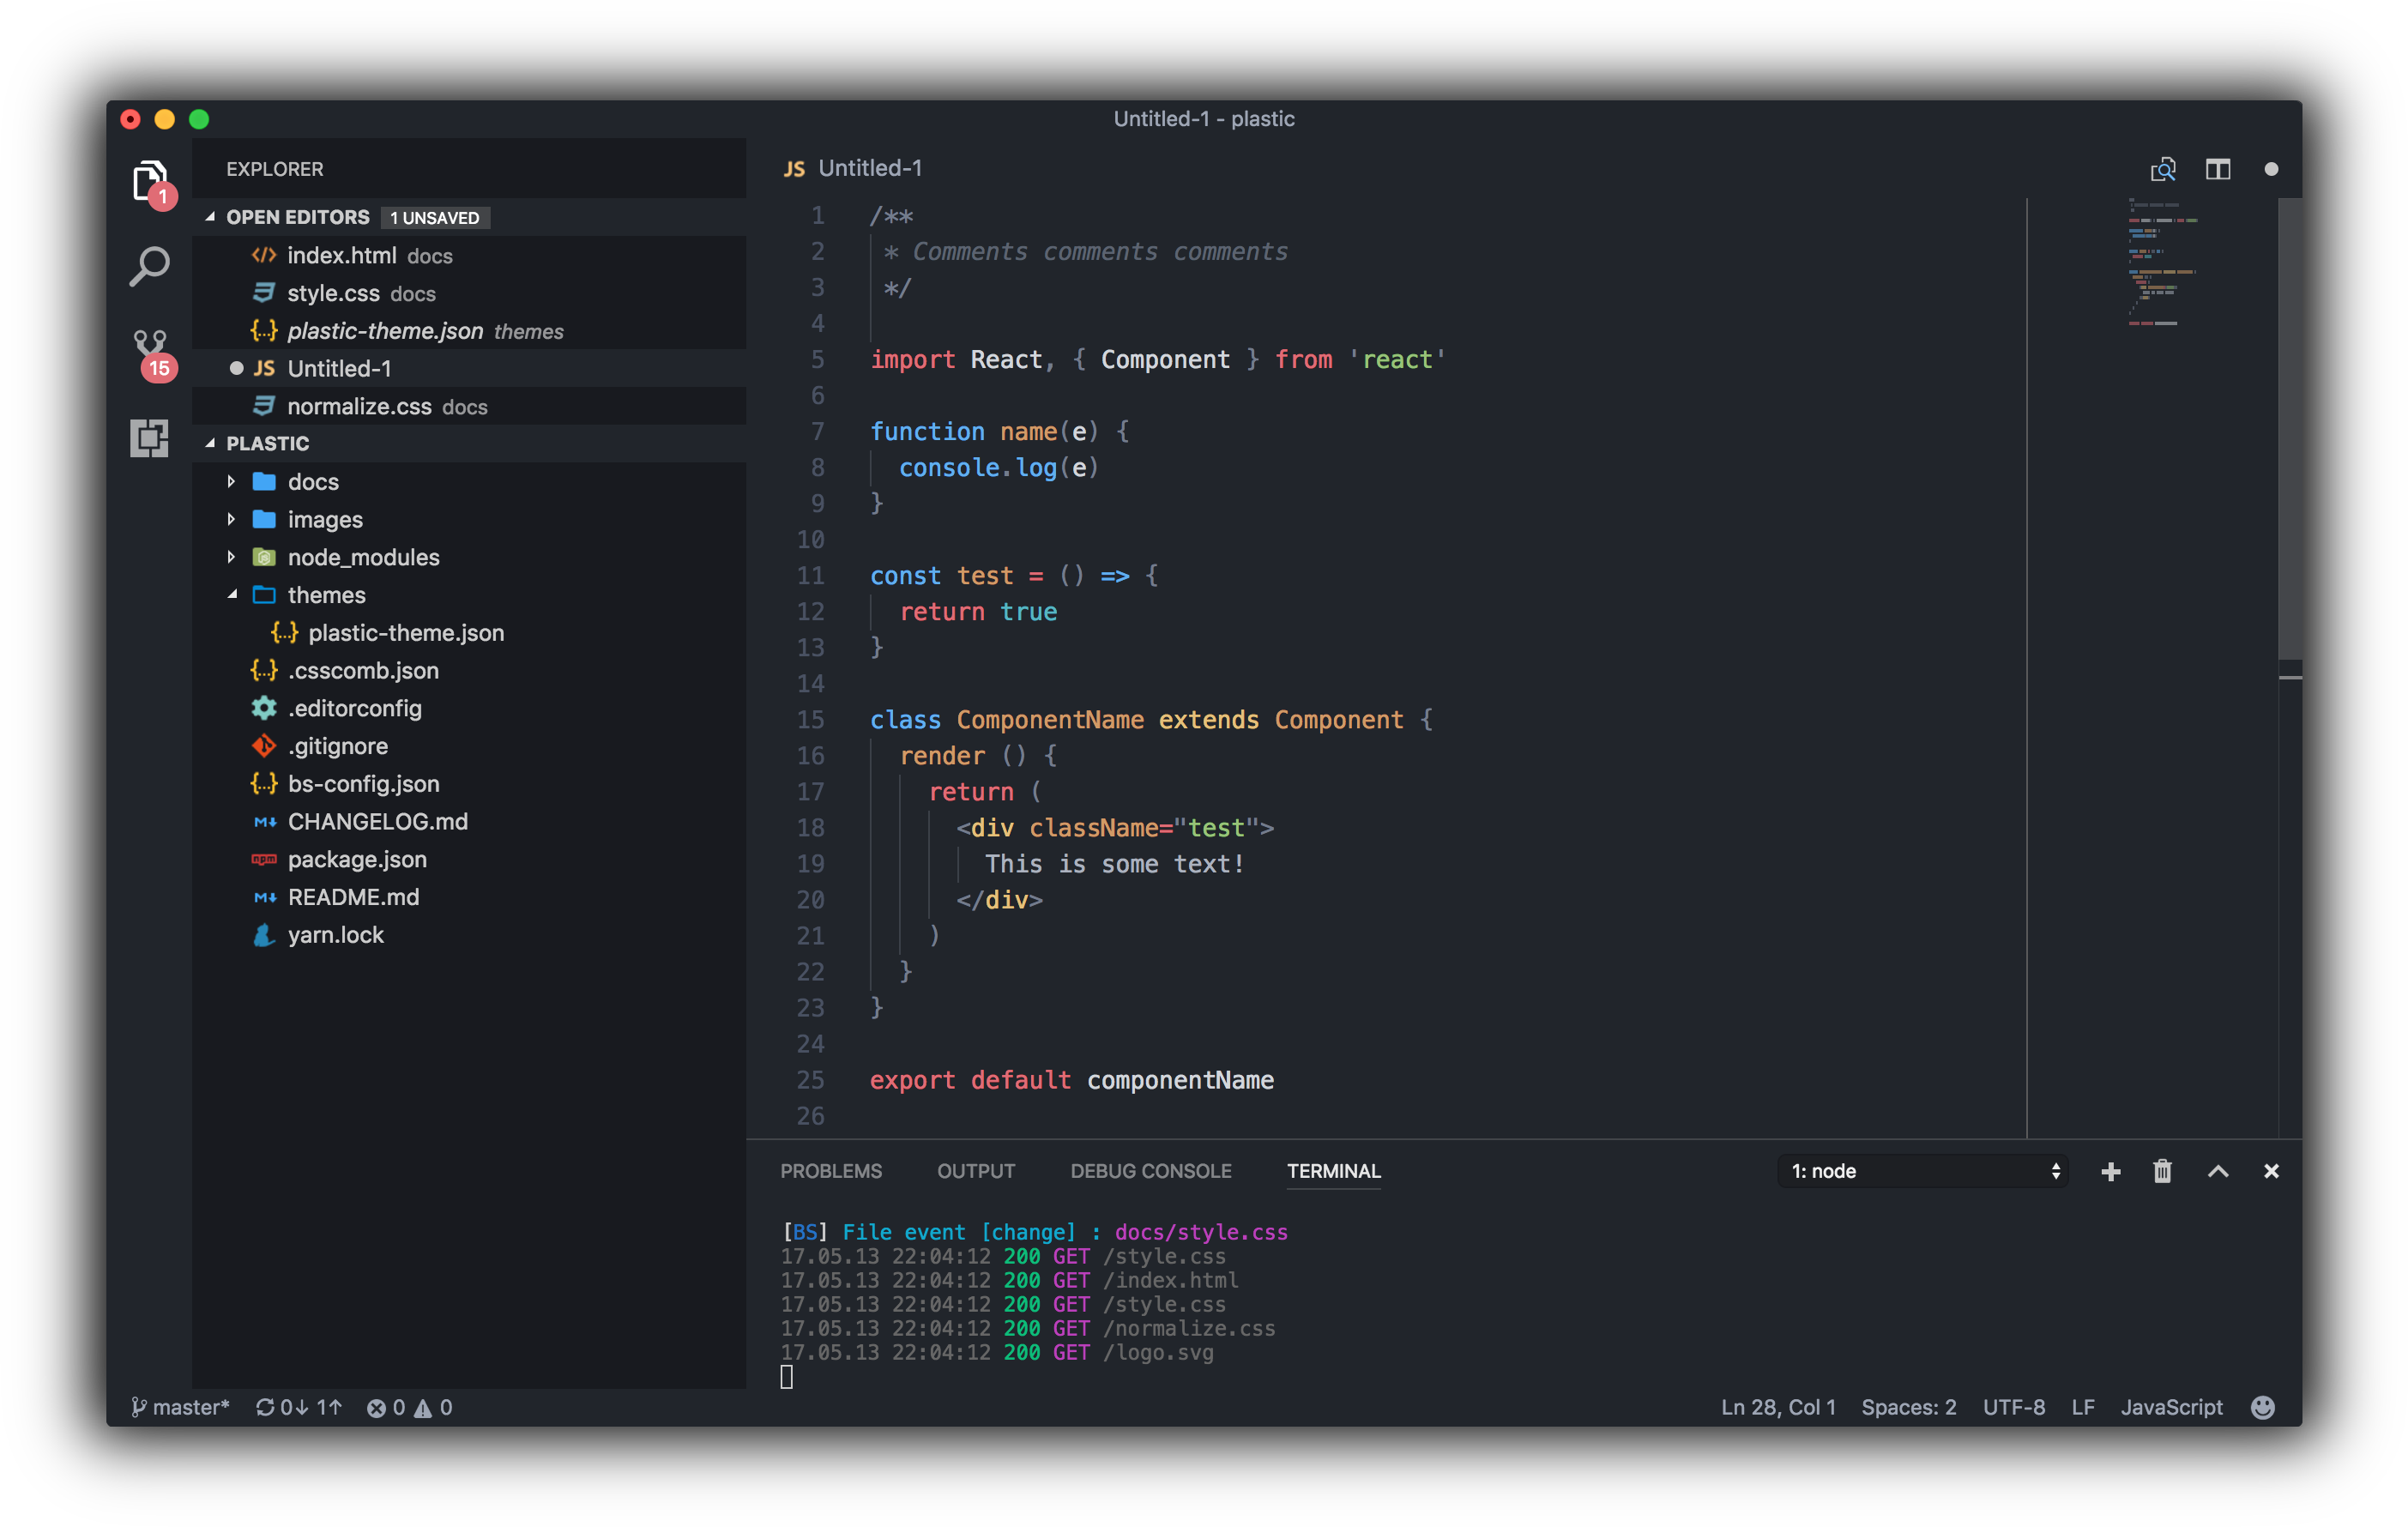 Untitled-1 - plastic
1
15
EXPLORER
OPEN EDITORS 1 UNSAVED
index.html docs
style.css docs
{..} plastic-theme.json themes
JS Untitled-1
normalize.css docs
PLASTIC
docs
images
node_modules
themes
{..} plastic-theme.json
{..} .csscomb.json
.editorconfig
.gitignore
{..} bs-config.json
M↓ CHANGELOG.md
npm package.json
M↓ README.md
yarn.lock
JS Untitled-1
1 /**
2 * Comments comments comments
3 */
4
5 import React, { Component } from 'react'
6
7 function name(e) {
8 console.log(e)
9 }
10
11 const test = () => {
12 return true
13 }
14
15 class ComponentName extends Component {
16 render () {
17 return (
18 <div className="test">
19 This is some text!
20 </div>
21 )
22 }
23 }
24
25 export default componentName
26
PROBLEMS OUTPUT DEBUG CONSOLE TERMINAL 1: node
[BS] File event [change] : docs/style.css
17.05.13 22:04:12 200 GET /style.css
17.05.13 22:04:12 200 GET /index.html
17.05.13 22:04:12 200 GET /style.css
17.05.13 22:04:12 200 GET /normalize.css
17.05.13 22:04:12 200 GET /logo.svg
master* 0↓ 1↑ 0 0 Ln 28, Col 1 Spaces: 2 UTF-8 LF JavaScript